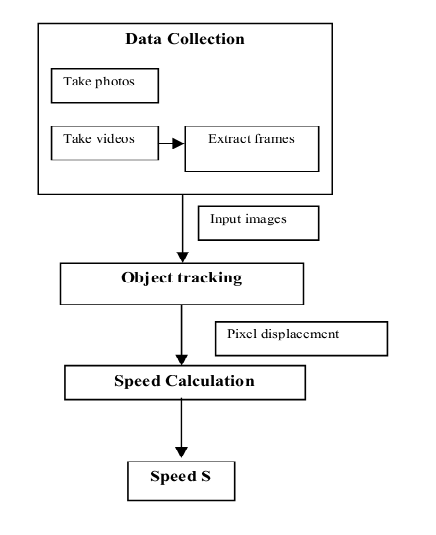 Data Collection
Take photos
Take videos
Extract frames
Input images
Object tracking
Pixel displacement
Speed Calculation
Speed S